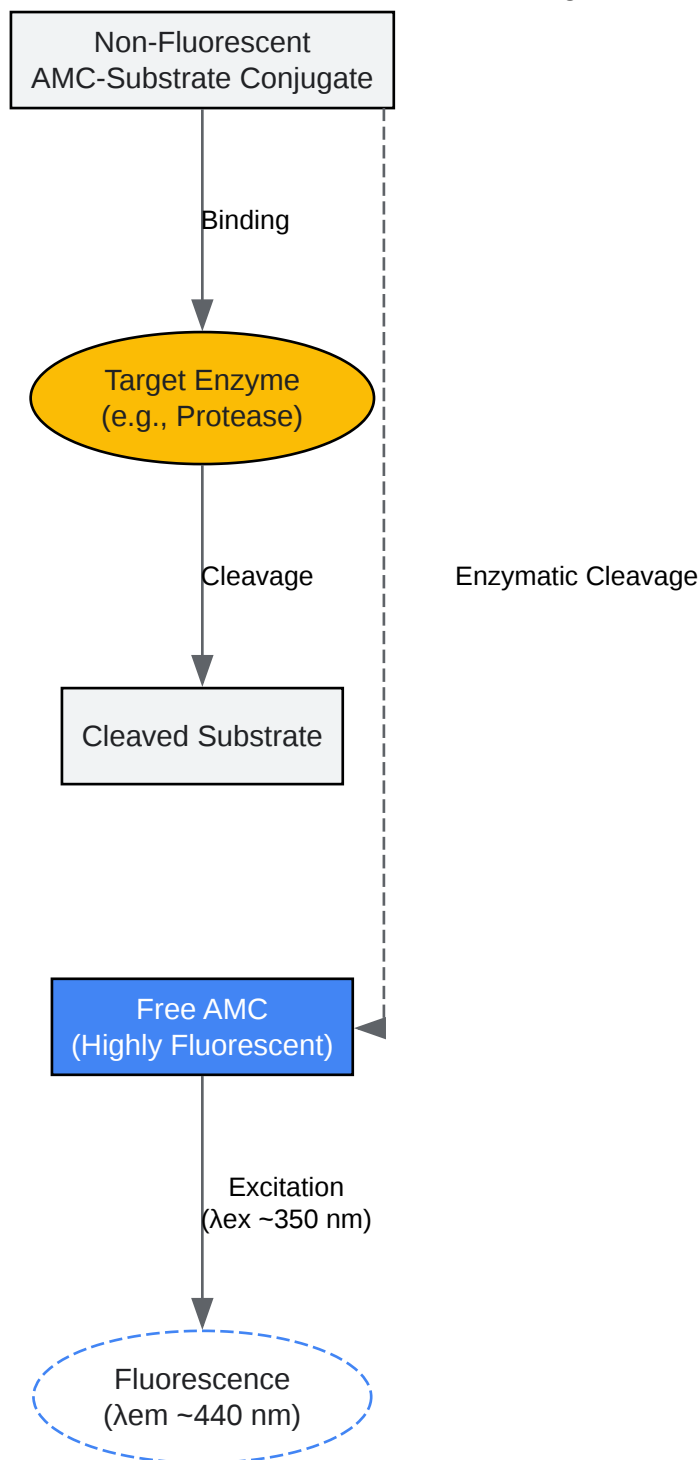 Non-Fluorescent
AMC-Substrate Conjugate
Binding
Target Enzyme
(e.g., Protease)
Cleavage
Enzymatic Cleavage
Cleaved Substrate
Free AMC
(Highly Fluorescent)
Excitation
(λex ~350 nm)
Fluorescence
(λem ~440 nm)